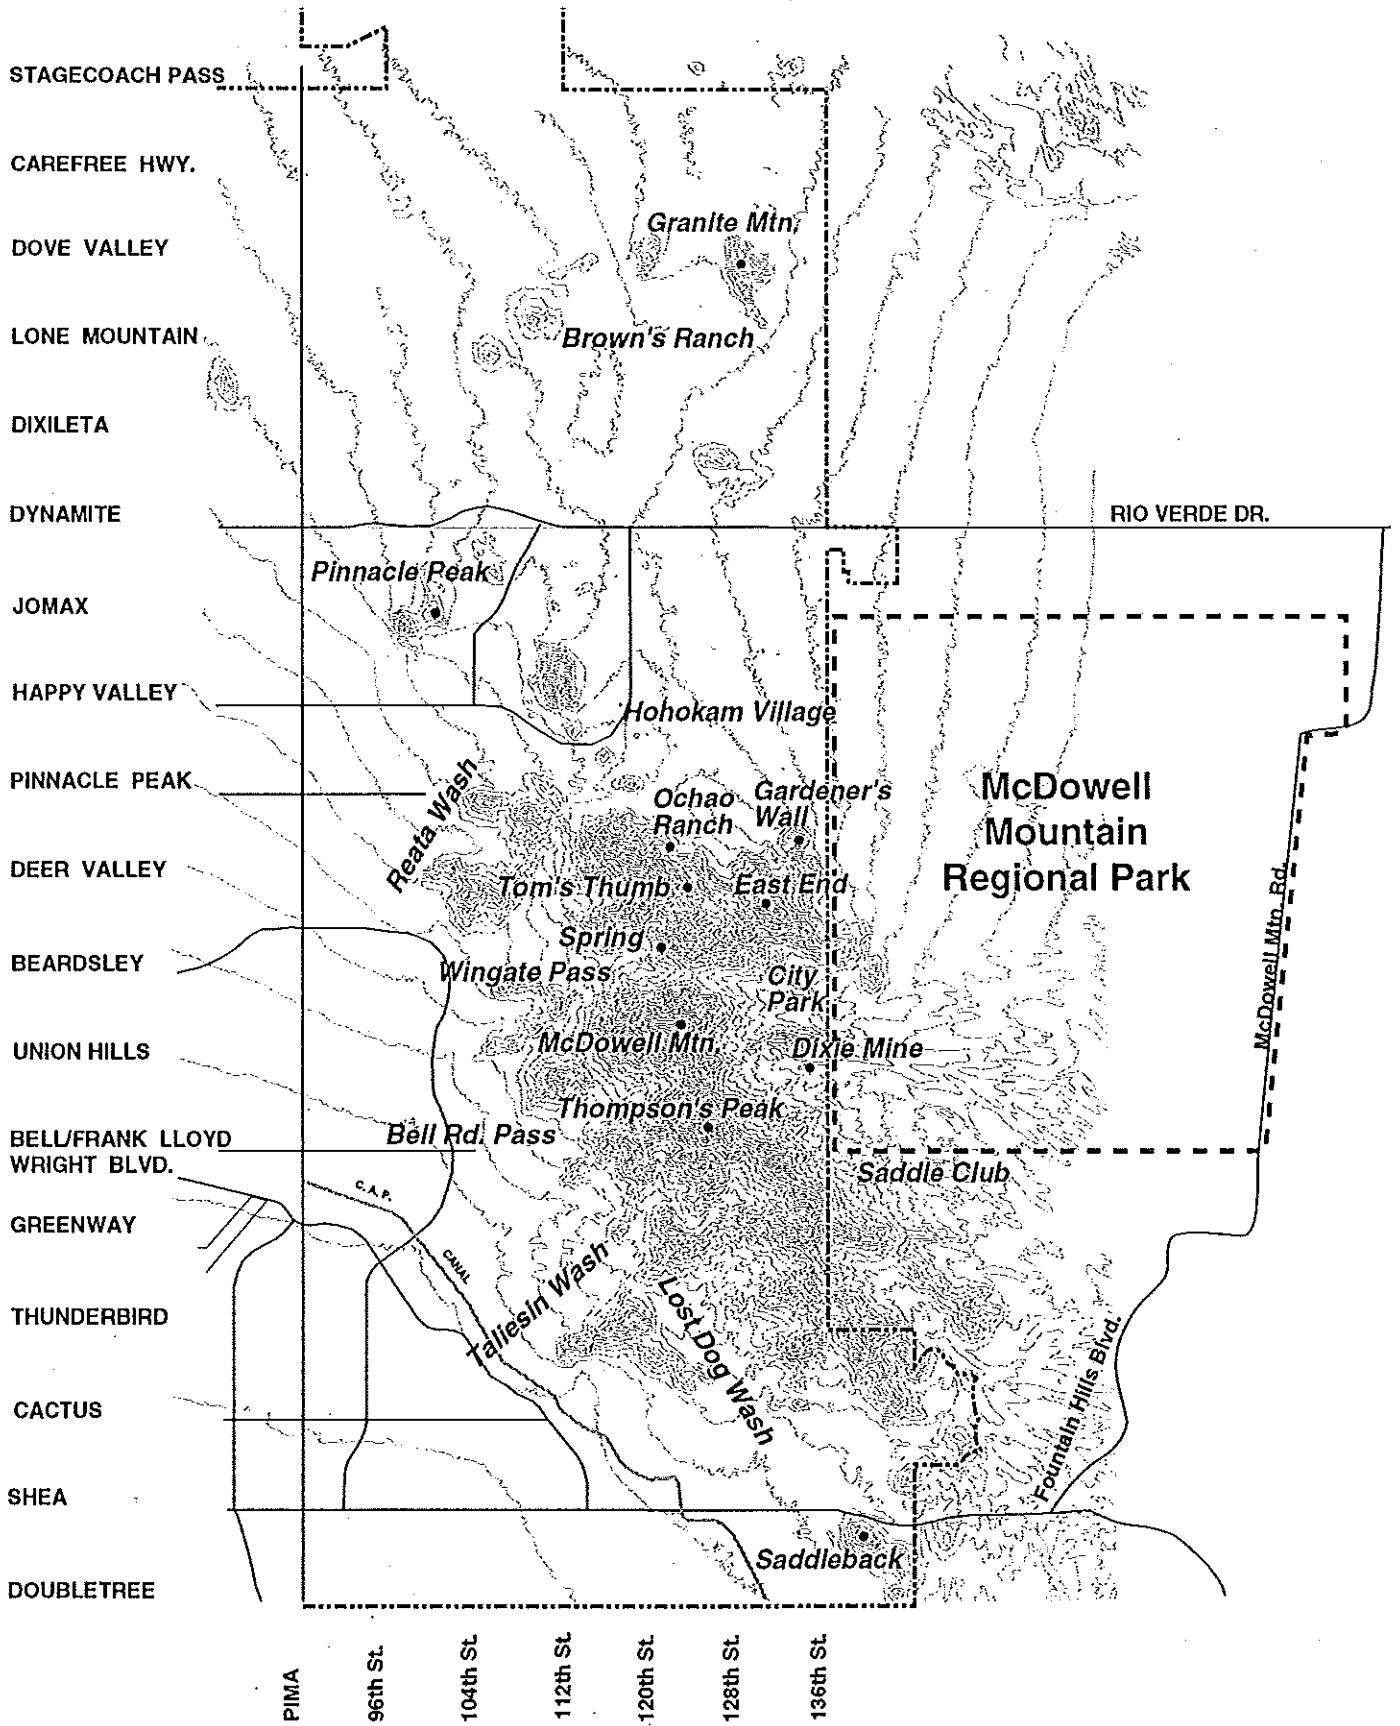 STAGECOACH PASS
CAREFREE HWY.
Granite Mtn.
DOVE VALLEY
LONE MOUNTAIN
Brown's Ranch
DIXILETA
DYNAMITE
RIO VERDE DR.
Pinnacle Peak
JOMAX
HAPPY VALLEY
Hohokam Village
PINNACLE PEAK
Reata Wash
Ochao
Ranch
Gardener's
Wall
McDowell
Mountain
Regional Park
DEER VALLEY
Tom's Thumb
East End
McDowell Mtn. Rd.
Spring
BEARDSLEY
Wingate Pass
City
Park
UNION HILLS
McDowell Mtn.
Dixie Mine
Thompson's Peak
BELL/FRANK LLOYD
WRIGHT BLVD.
Bell Rd. Pass
Saddle Club
C.A.P.
CANAL
GREENWAY
Taliesin Wash
Lost Dog Wash
THUNDERBIRD
Fountain Hills Blvd.
CACTUS
SHEA
Saddleback
DOUBLETREE
PIMA
96th St.
104th St.
112th St.
120th St.
128th St.
136th St.